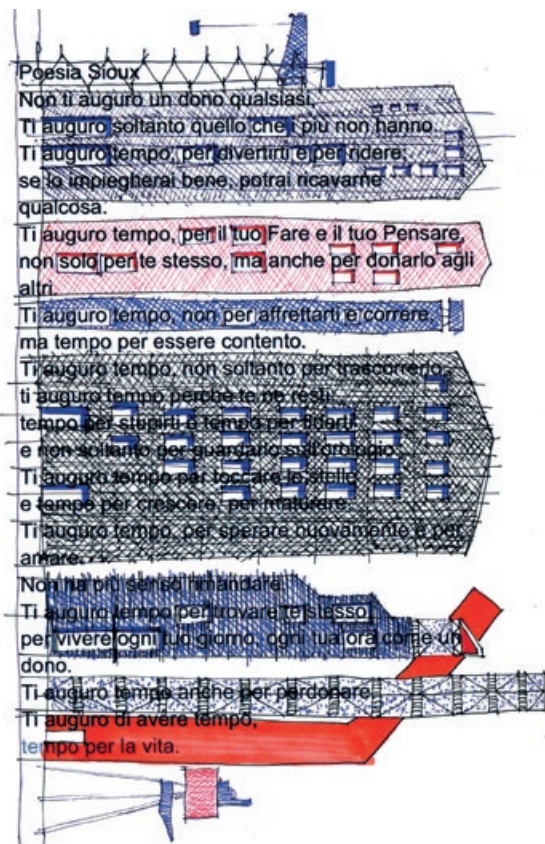 Poesia Sioux
Non ti auguro un dono qualsiasi,
Ti auguro soltanto quello che i più non hanno.
Ti auguro tempo, per divertirti e per ridere;
se lo impiegherai bene, potrai ricavarne
qualcosa.
Ti auguro tempo, per il tuo Fare e il tuo Pensare,
non solo per te stesso, ma anche per donarlo agli
altri.
Ti auguro tempo, non per affrettarti e correre,
ma tempo per essere contento.
Ti auguro tempo, non soltanto per trascorrerlo,
ti auguro tempo perché te ne resti:
tempo per stupirti e tempo per fidarti
e non soltanto per guardarlo sull'orologio.
Ti auguro tempo per toccare le stelle
e tempo per crescere, per maturare.
Ti auguro tempo, per sperare nuovamente e per
amare.
Non ha più senso rimandare.
Ti auguro tempo per trovare te stesso,
per vivere ogni tuo giorno, ogni tua ora come un
dono.
Ti auguro tempo anche per perdonare.
Ti auguro di avere tempo,
tempo per la vita.